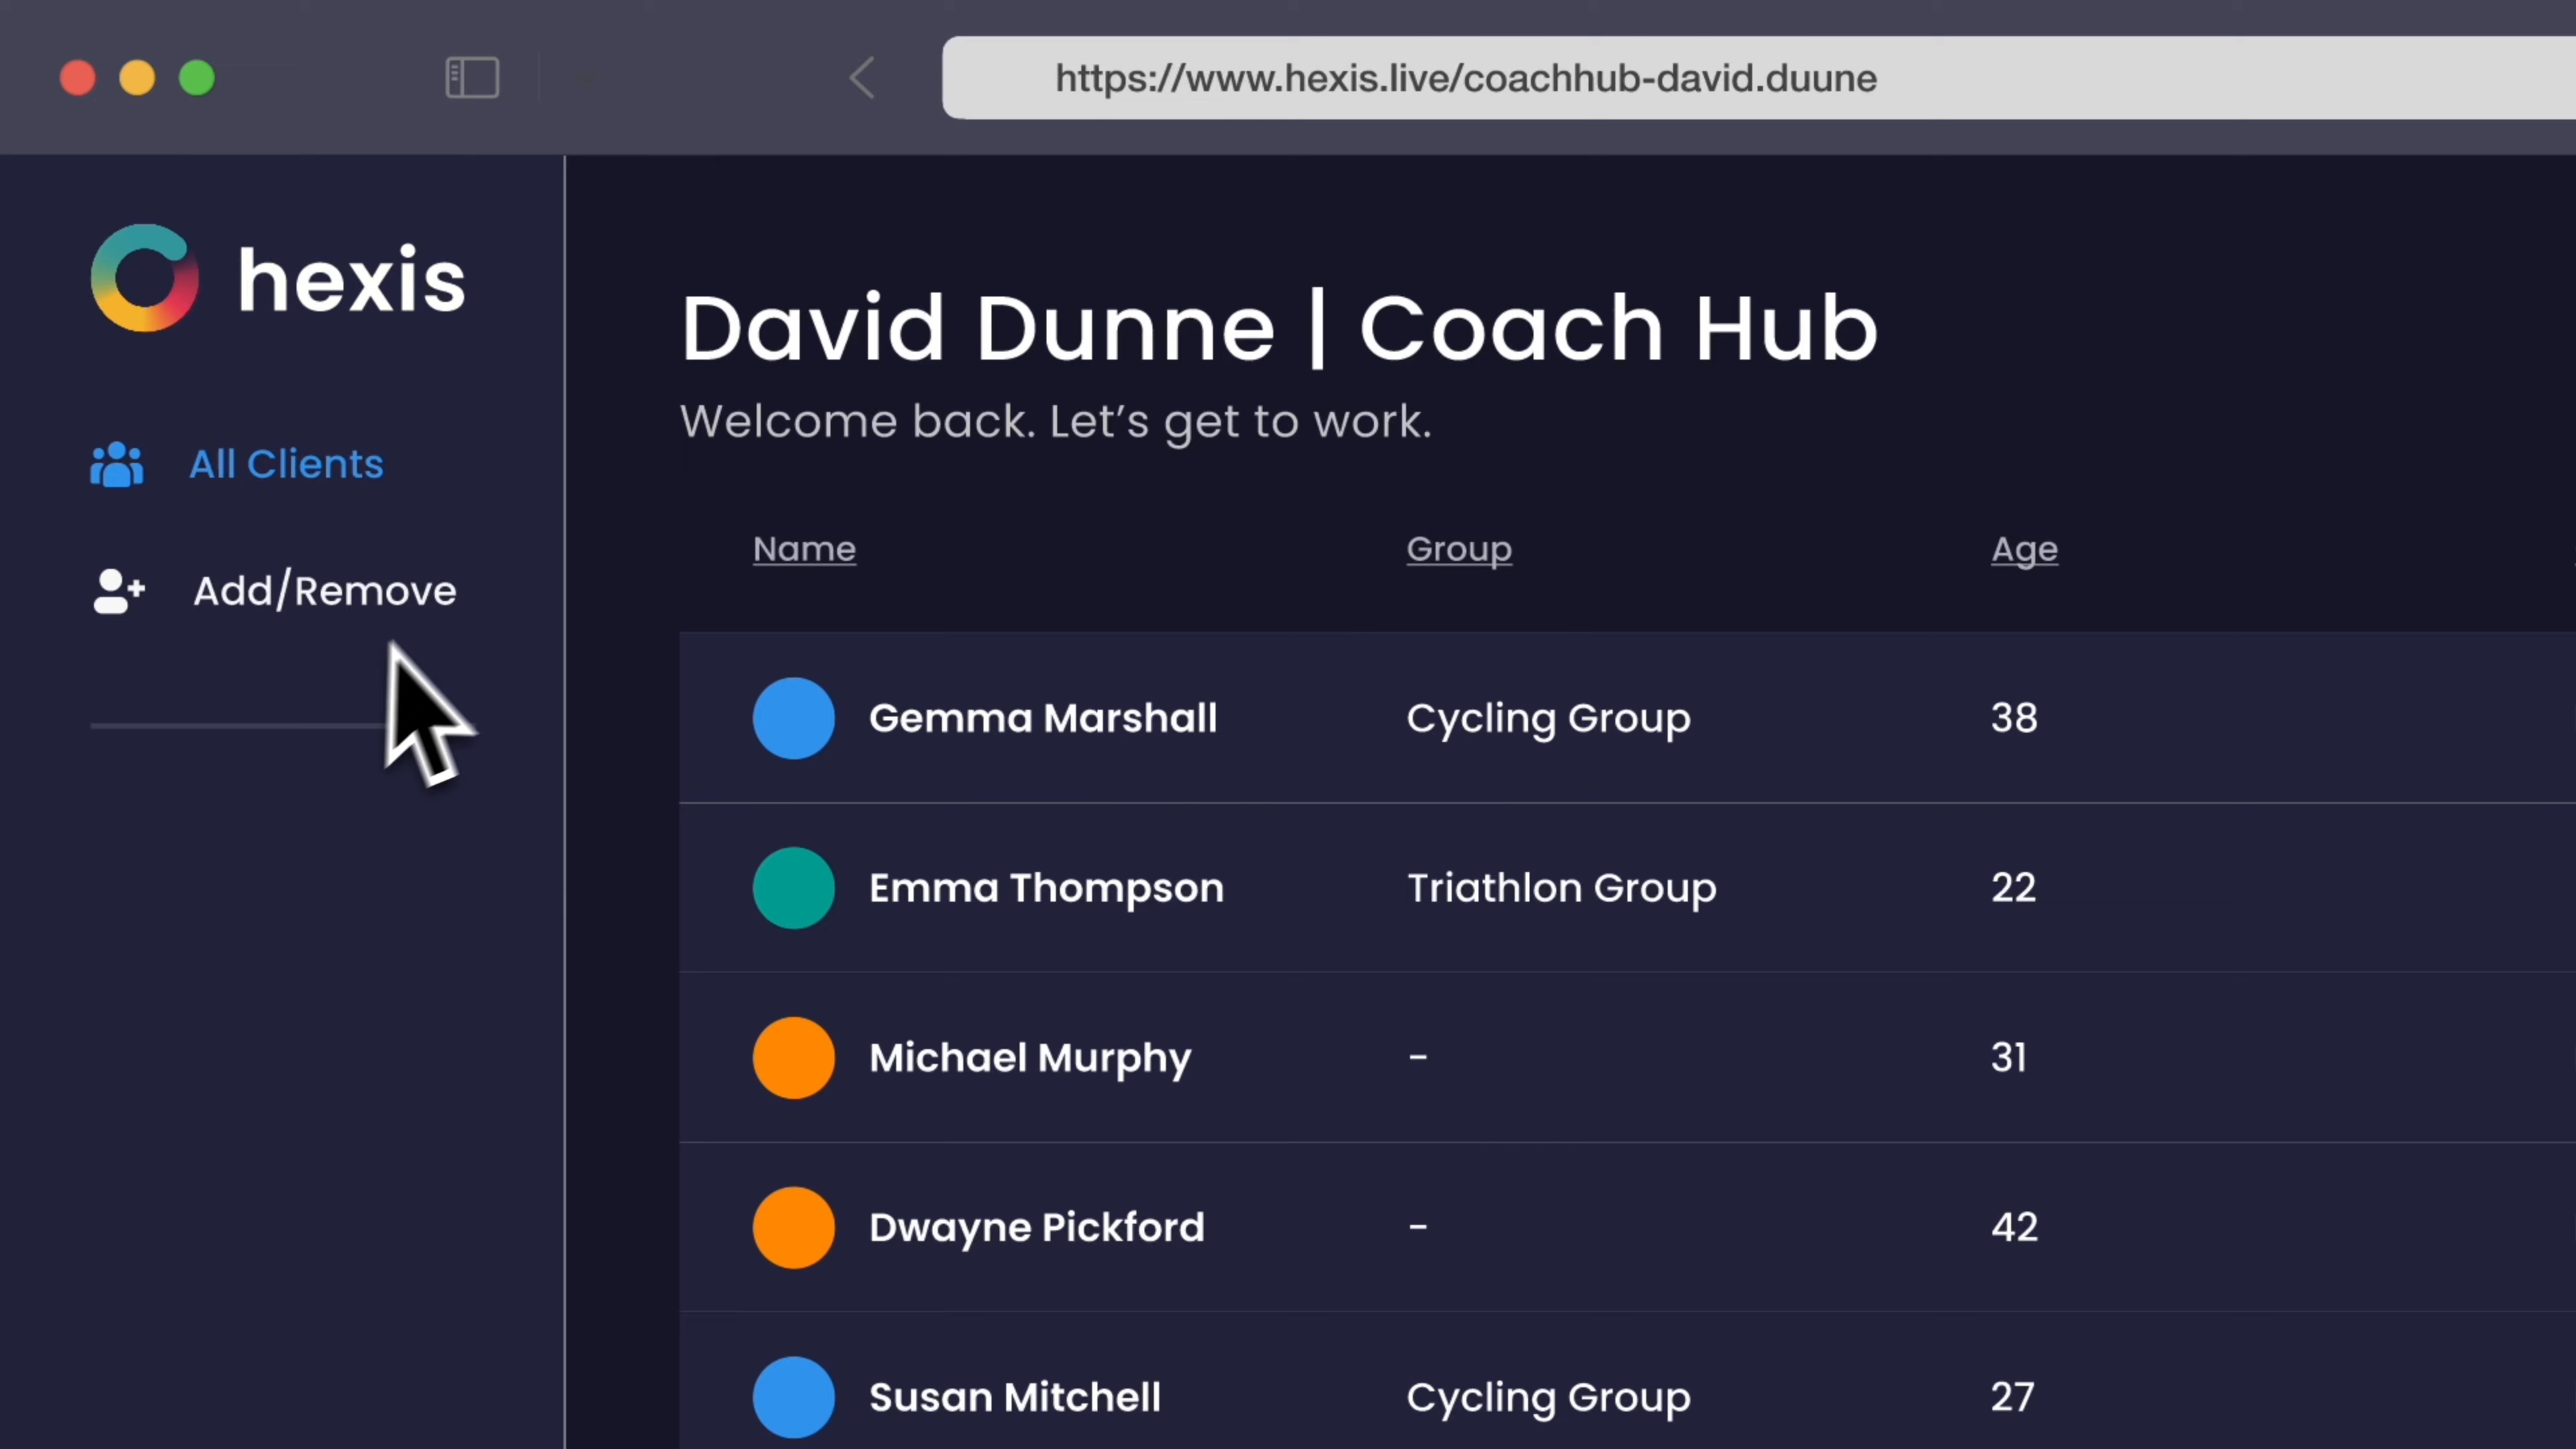 https://www.hexis.live/coachhub-david.duune
hexis
All Clients
Add/Remove
David Dunne | Coach Hub
Welcome back. Let’s get to work.
Name Group Age
Gemma Marshall Cycling Group 38
Emma Thompson Triathlon Group 22
Michael Murphy - 31
Dwayne Pickford - 42
Susan Mitchell Cycling Group 27